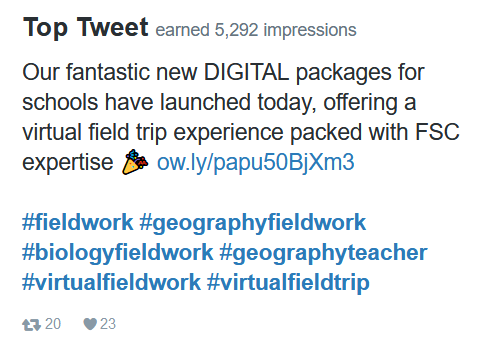 Top Tweet earned 5,292 impressions
Our fantastic new DIGITAL packages for
schools have launched today, offering a
virtual field trip experience packed with FSC
expertise 🎉 ow.ly/papu50BjXm3
#fieldwork #geographyfieldwork
#biologyfieldwork #geographyteacher
#virtualfieldwork #virtualfieldtrip
20 23